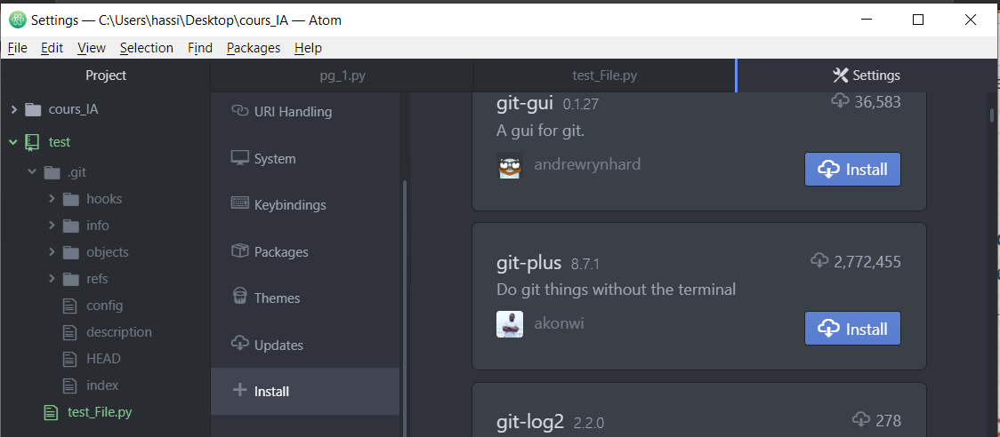 Settings — C:\Users\hassi\Desktop\cours_IA — Atom
File Edit View Selection Find Packages Help
Project
cours_IA
test
.git
hooks
info
objects
refs
config
description
HEAD
index
test_File.py
pg_1.py
test_File.py
Settings
URI Handling
System
Keybindings
Packages
Themes
Updates
Install
git-gui 0.1.27
36,583
A gui for git.
andrewrynhard
Install
git-plus 8.7.1
2,772,455
Do git things without the terminal
akonwi
Install
git-log2 2.2.0
278